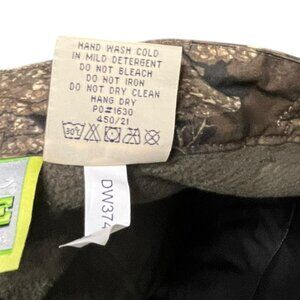 HAND WASH COLD
IN MILD DETERGENT
DO NOT BLEACH
DO NOT IRON
DO NOT DRY CLEAN
HANG DRY
PO#1630
450/21
30°C
DW374